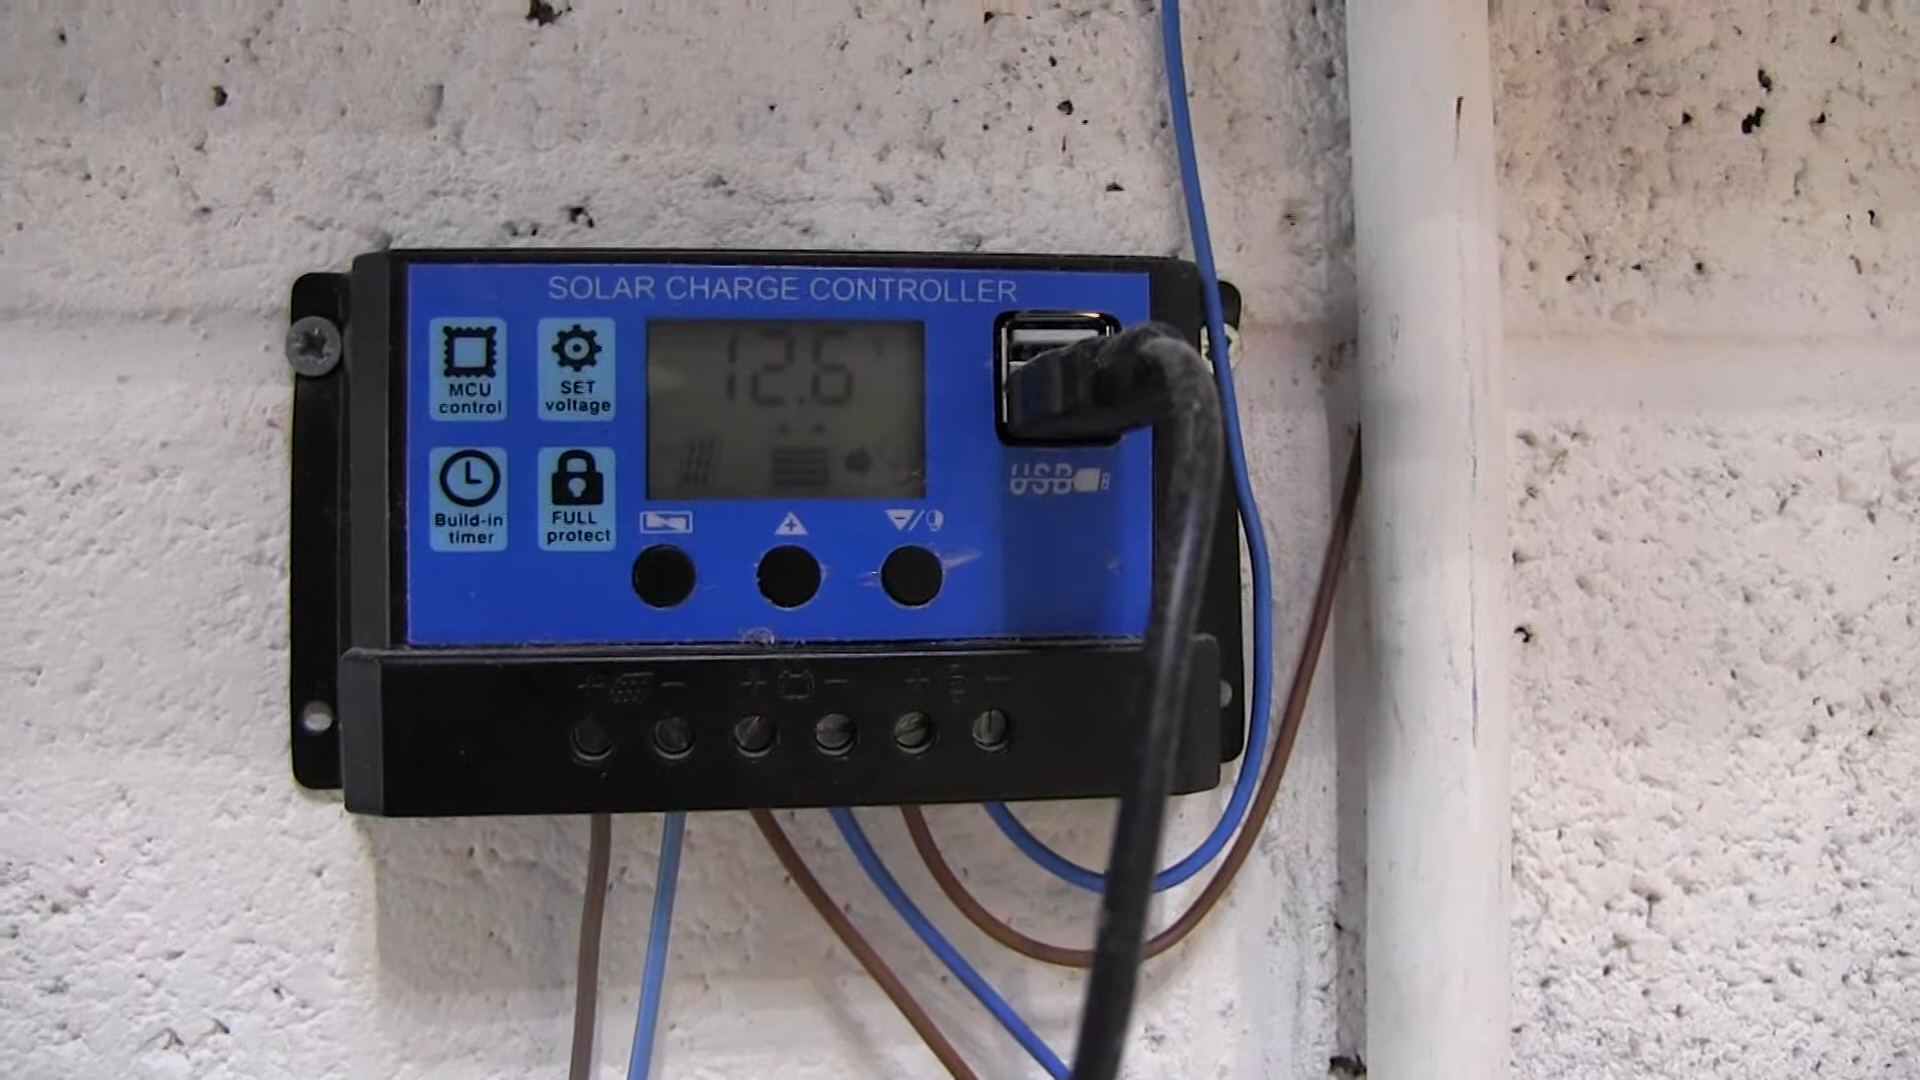 SOLAR CHARGE CONTROLLER
MCU
control
SET
voltage
12.6
Build-in
timer
FULL
protect
USB
+ - + - + -